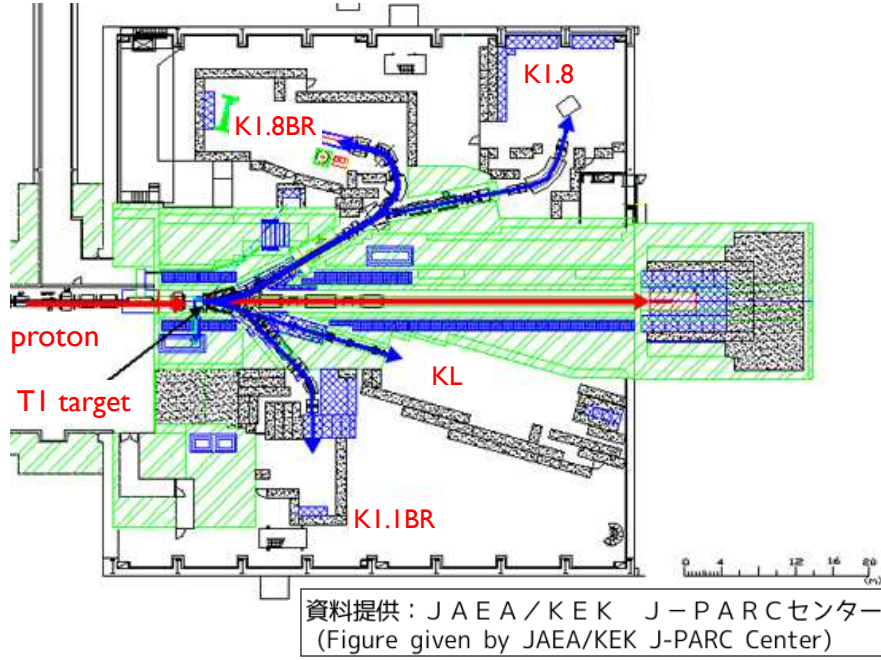 K1.8
K1.8BR
proton
T1 target
KL
K1.1BR
0 4 12 16 20
(m)
資料提供：ＪＡＥＡ／ＫＥＫ　Ｊ－ＰＡＲＣセンター
(Figure given by JAEA/KEK J-PARC Center)